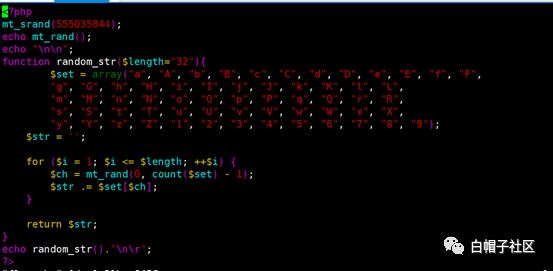 <?php
mt_srand(555035844);
echo mt_rand();
echo "\n\n";
function random_str($length="32"){
$set = array("a", "A", "b", "B", "c", "C", "d", "D", "e", "E", "f", "F",
"g", "G", "h", "H", "i", "I", "j", "J", "k", "K", "l", "L",
"m", "M", "n", "N", "o", "O", "p", "P", "q", "Q", "r", "R",
"s", "S", "t", "T", "u", "U", "v", "V", "w", "W", "x", "X",
"y", "Y", "z", "Z", "1", "2", "3", "4", "5", "6", "7", "8", "9");
$str = '';
for ($i = 1; $i <= $length; ++$i) {
$ch = mt_rand(0, count($set) - 1);
$str .= $set[$ch];
}
return $str;
}
echo random_str()."\n\r";
?>
白帽子社区